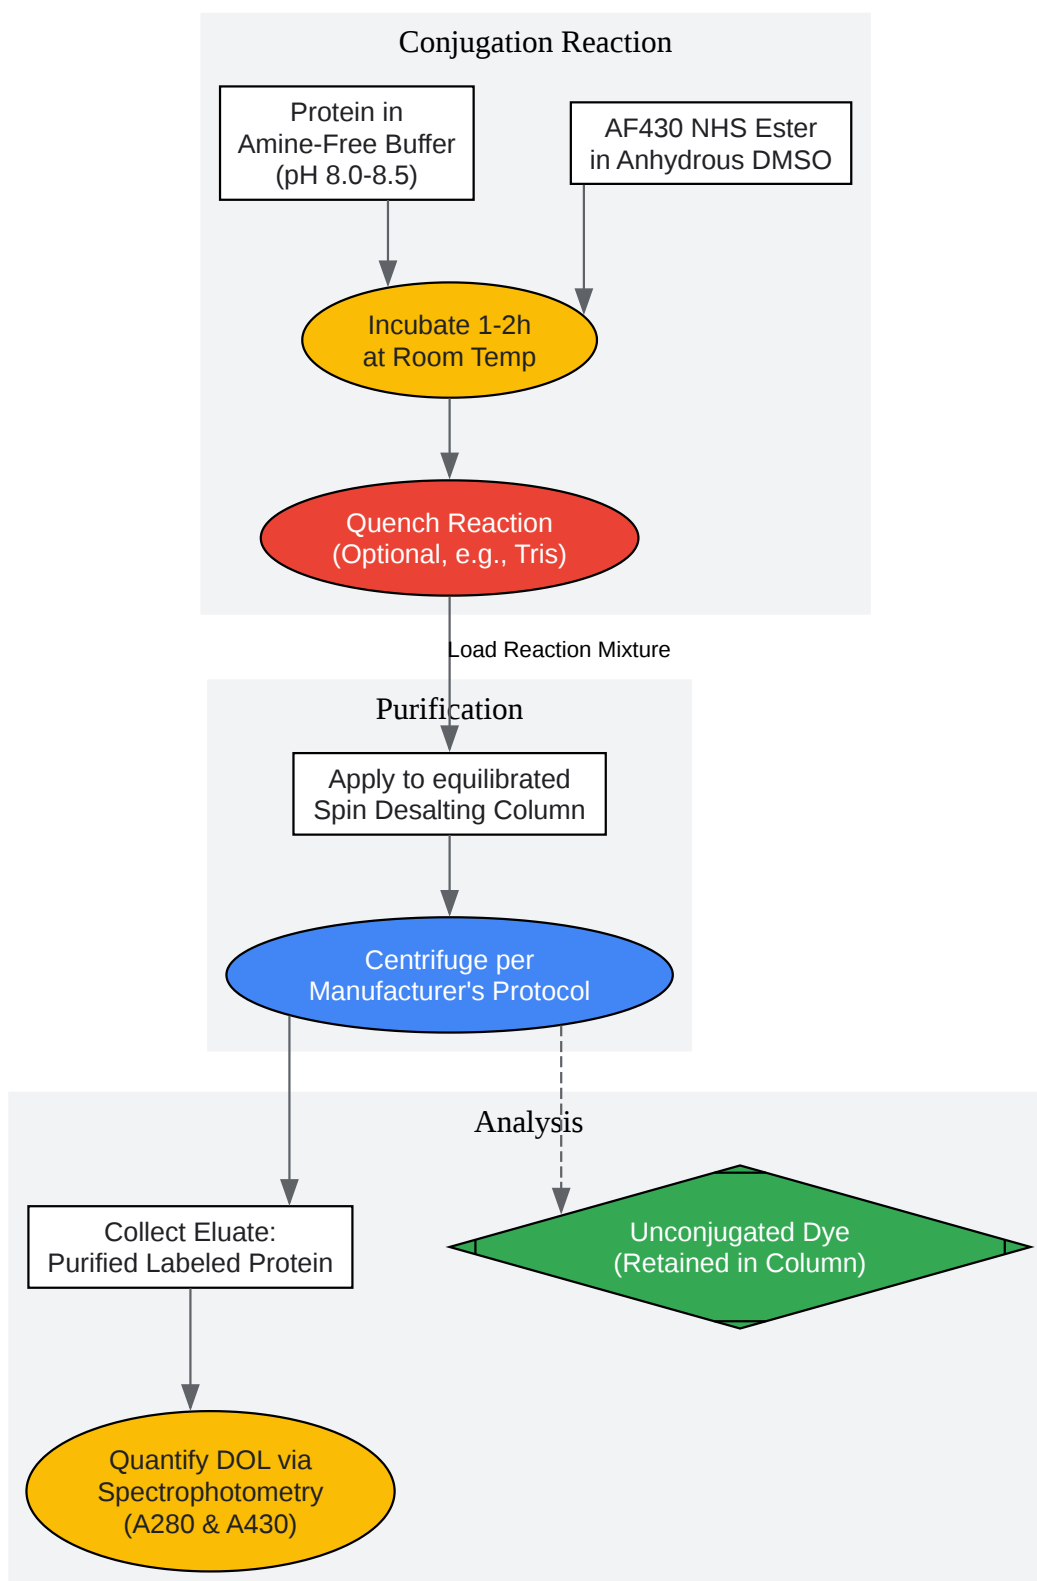 Conjugation Reaction
Protein in
Amine-Free Buffer
(pH 8.0-8.5)
AF430 NHS Ester
in Anhydrous DMSO
Incubate 1-2h
at Room Temp
Quench Reaction
(Optional, e.g., Tris)
Load Reaction Mixture
Purification
Apply to equilibrated
Spin Desalting Column
Centrifuge per
Manufacturer's Protocol
Analysis
Collect Eluate:
Purified Labeled Protein
Unconjugated Dye
(Retained in Column)
Quantify DOL via
Spectrophotometry
(A280 & A430)